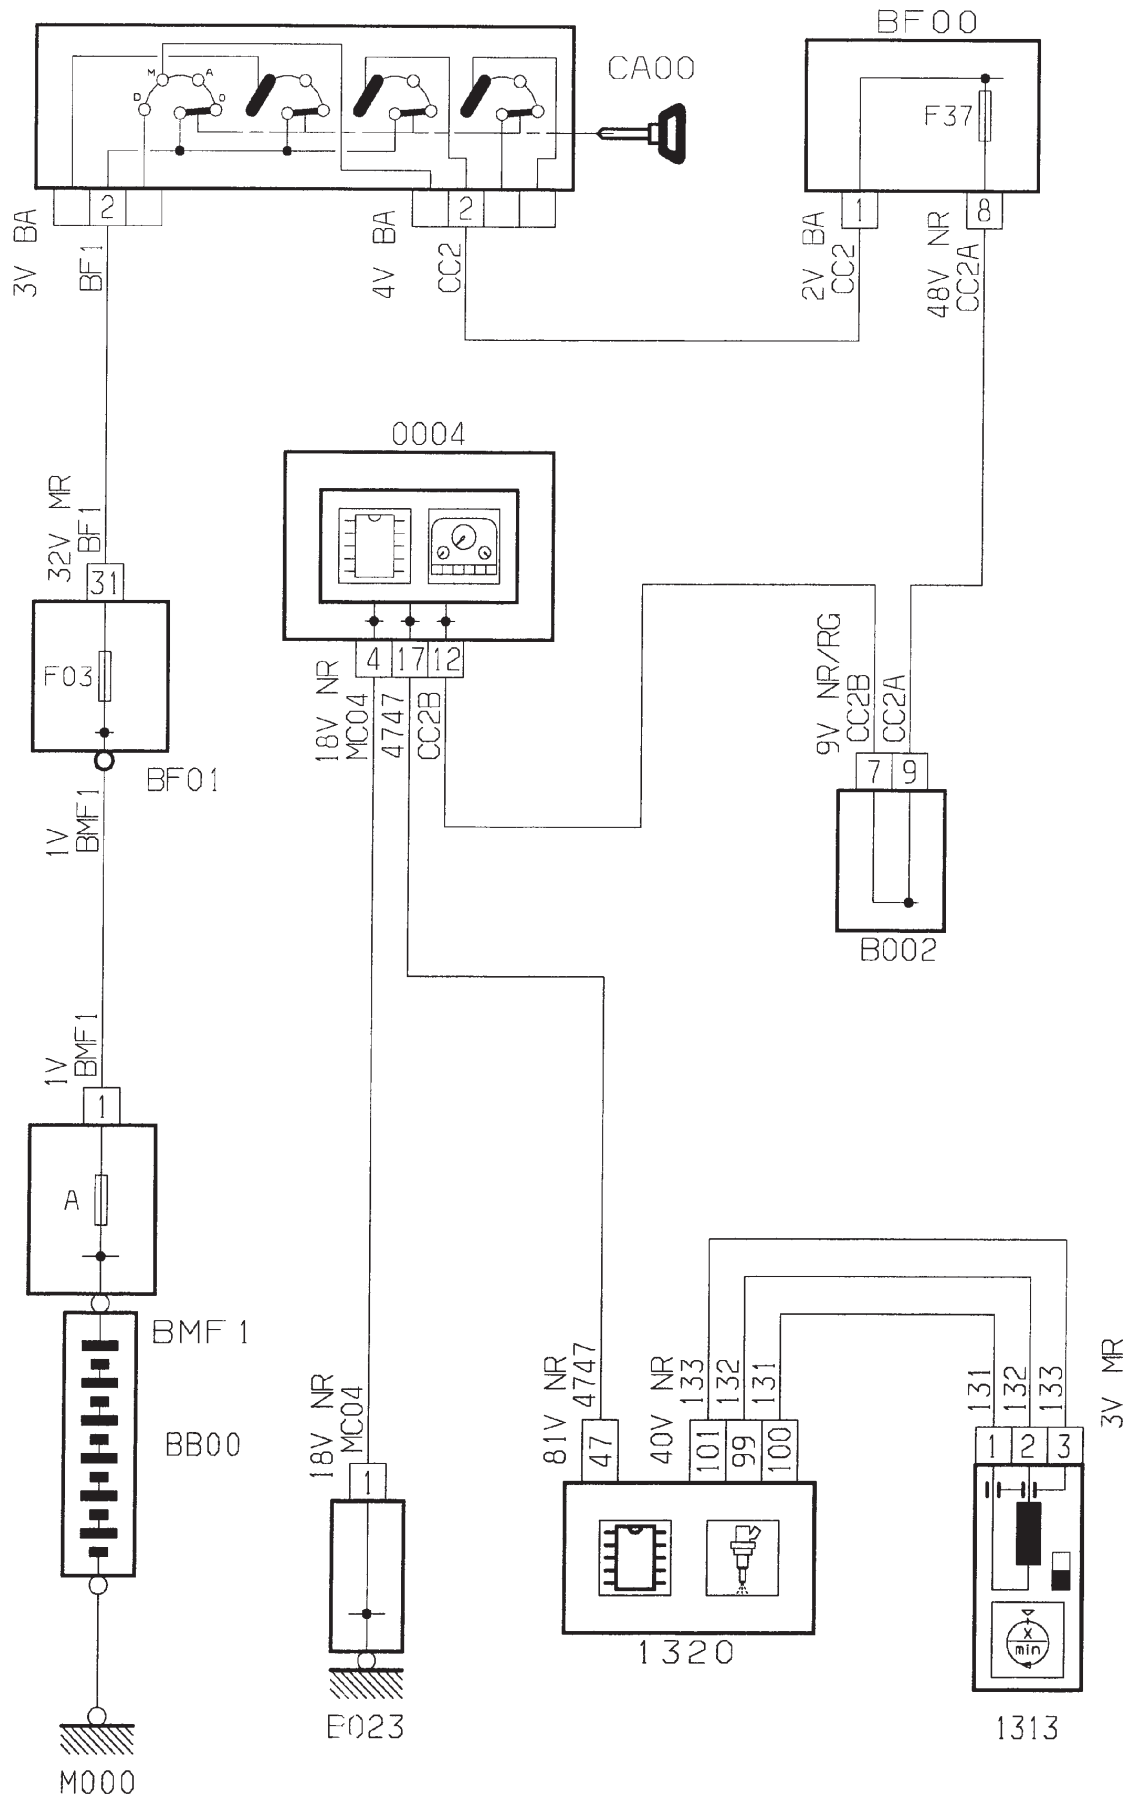 BF00
CA00
M
A
D
D
F37
2
2
1
8
3V BA
BF1
4V BA
CC2
2V BA
CC2
48V NR
CC2A
0004
32V MR
BF1
31
F03
BF01
4
17
12
18V NR
MC04
4747
CC2B
9V NR/RG
CC2B
CC2A
7
9
B002
1V
BMF1
1V
BMF1
1
A
BMF1
BB00
M000
18V NR
MC04
1
B023
81V NR
4747
40V NR
133
132
131
47
101
99
100
1320
131
132
133
3V MR
1
2
3
X
min
1313